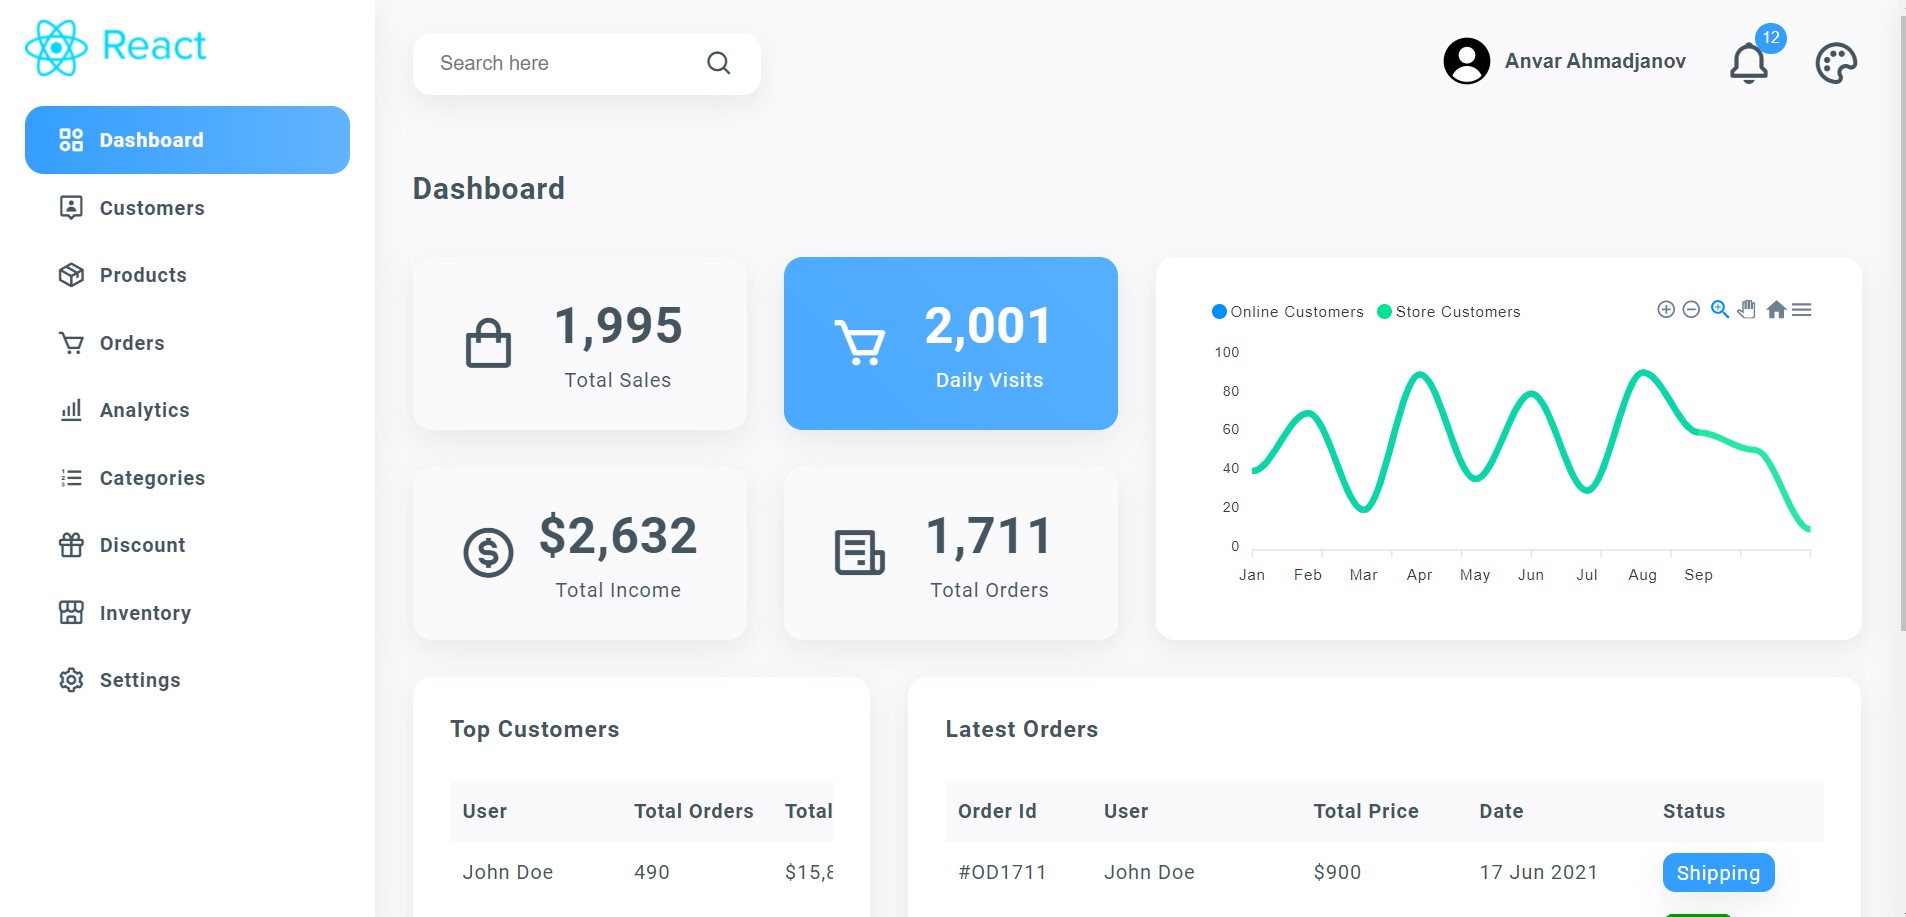 React
Dashboard
Customers
Products
Orders
Analytics
Categories
Discount
Inventory
Settings
Search here
Anvar Ahmadjanov
12
Dashboard
1,995
Total Sales
2,001
Daily Visits
$2,632
Total Income
1,711
Total Orders
Online Customers Store Customers
100
80
60
40
20
0
Jan Feb Mar Apr May Jun Jul Aug Sep
Top Customers
User Total Orders Total
John Doe 490 $15,8
Latest Orders
Order Id User Total Price Date Status
#OD1711 John Doe $900 17 Jun 2021 Shipping